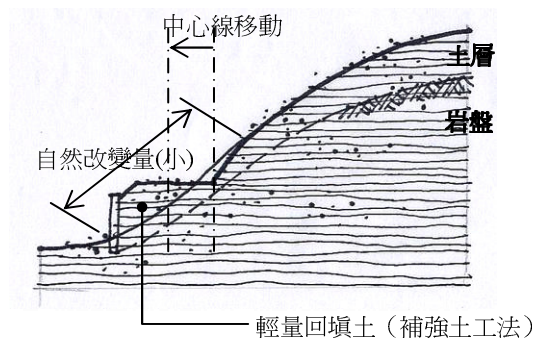 中心線移動
土層
岩盤
自然改變量(小)
輕量回填土（補強土工法）